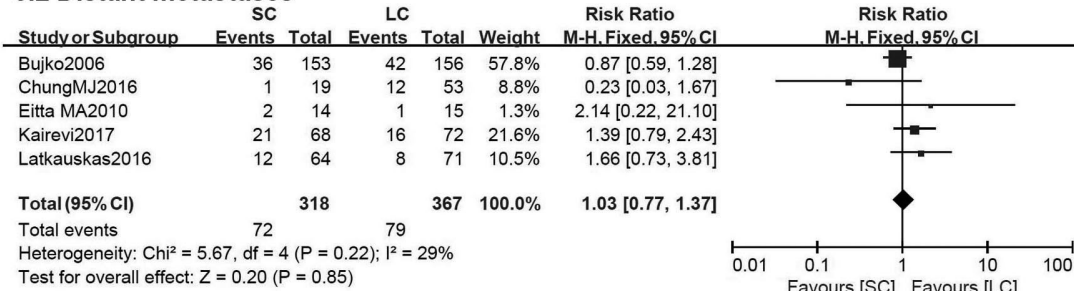 SC LC Risk Ratio Risk Ratio
Study or Subgroup Events Total Events Total Weight M-H, Fixed, 95% CI M-H, Fixed, 95% CI
Bujko2006 36 153 42 156 57.8% 0.87 [0.59, 1.28]
ChungMJ2016 1 19 12 53 8.8% 0.23 [0.03, 1.67]
Eitta MA2010 2 14 1 15 1.3% 2.14 [0.22, 21.10]
Kairevi2017 21 68 16 72 21.6% 1.39 [0.79, 2.43]
Latkauskas2016 12 64 8 71 10.5% 1.66 [0.73, 3.81]
Total (95% CI) 318 367 100.0% 1.03 [0.77, 1.37]
Total events 72 79
Heterogeneity: Chi² = 5.67, df = 4 (P = 0.22); I² = 29%
Test for overall effect: Z = 0.20 (P = 0.85)
0.01 0.1 1 10 100
Favours [SC] Favours [LC]